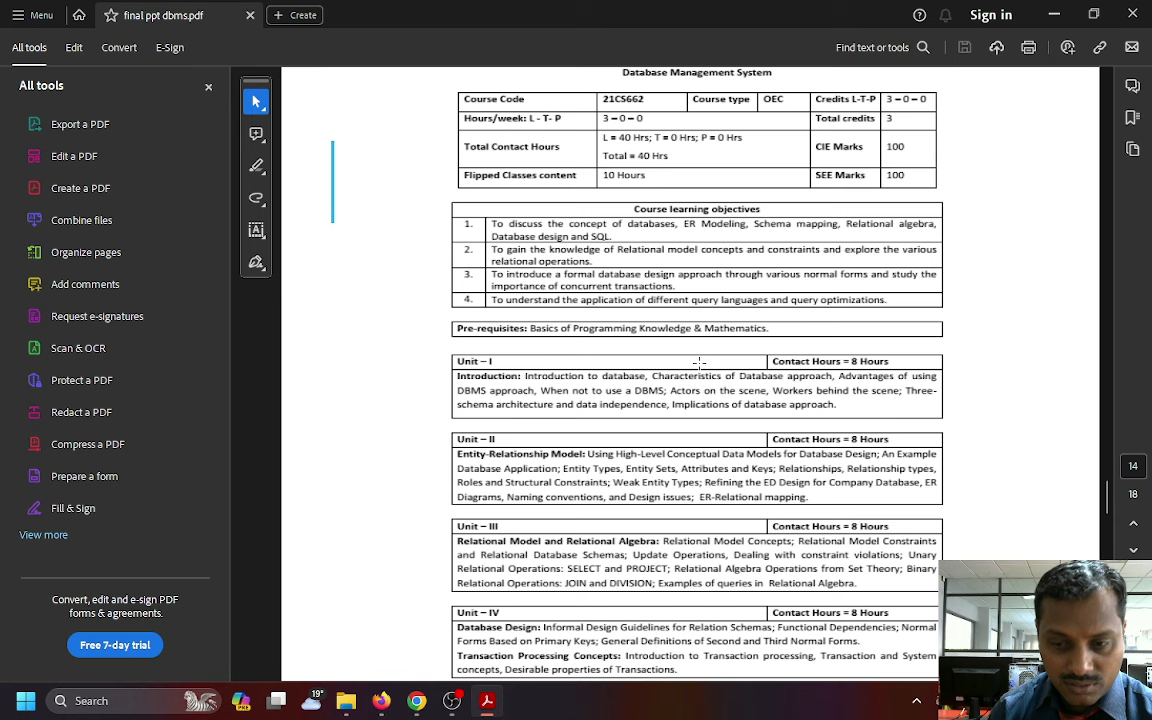 Menu
final ppt dbms.pdf
Create
Sign in
All tools
Edit
Convert
E-Sign
Find text or tools
All tools
Export a PDF
Edit a PDF
Create a PDF
Combine files
Organize pages
Add comments
Request e-signatures
Scan & OCR
Protect a PDF
Redact a PDF
Compress a PDF
Prepare a form
Fill & Sign
View more
Convert, edit and e-sign PDF
forms & agreements.
Free 7-day trial
Database Management System
Course Code 21CS662 Course type OEC Credits L-T-P 3 – 0 – 0
Hours/week: L - T- P 3 – 0 – 0 Total credits 3
Total Contact Hours L = 40 Hrs; T = 0 Hrs; P = 0 Hrs CIE Marks 100
Total = 40 Hrs
Flipped Classes content 10 Hours SEE Marks 100
Course learning objectives
1. To discuss the concept of databases, ER Modeling, Schema mapping, Relational algebra,
Database design and SQL.
2. To gain the knowledge of Relational model concepts and constraints and explore the various
relational operations.
3. To introduce a formal database design approach through various normal forms and study the
importance of concurrent transactions.
4. To understand the application of different query languages and query optimizations.
Pre-requisites: Basics of Programming Knowledge & Mathematics.
Unit – I Contact Hours = 8 Hours
Introduction: Introduction to database, Characteristics of Database approach, Advantages of using
DBMS approach, When not to use a DBMS; Actors on the scene, Workers behind the scene; Three-
schema architecture and data independence, Implications of database approach.
Unit – II Contact Hours = 8 Hours
Entity-Relationship Model: Using High-Level Conceptual Data Models for Database Design; An Example
Database Application; Entity Types, Entity Sets, Attributes and Keys; Relationships, Relationship types,
Roles and Structural Constraints; Weak Entity Types; Refining the ED Design for Company Database, ER
Diagrams, Naming conventions, and Design issues; ER-Relational mapping.
Unit – III Contact Hours = 8 Hours
Relational Model and Relational Algebra: Relational Model Concepts; Relational Model Constraints
and Relational Database Schemas; Update Operations, Dealing with constraint violations; Unary
Relational Operations: SELECT and PROJECT; Relational Algebra Operations from Set Theory; Binary
Relational Operations: JOIN and DIVISION; Examples of queries in Relational Algebra.
Unit – IV Contact Hours = 8 Hours
Database Design: Informal Design Guidelines for Relation Schemas; Functional Dependencies; Normal
Forms Based on Primary Keys; General Definitions of Second and Third Normal Forms.
Transaction Processing Concepts: Introduction to Transaction processing, Transaction and System
concepts, Desirable properties of Transactions.
14
18
Search
19°